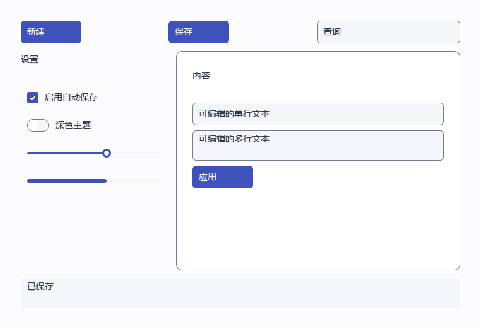 新建
保存
查询
设置
内容
启用自动保存
可编辑的单行文本
深色主题
可编辑的多行文本
应用
已保存